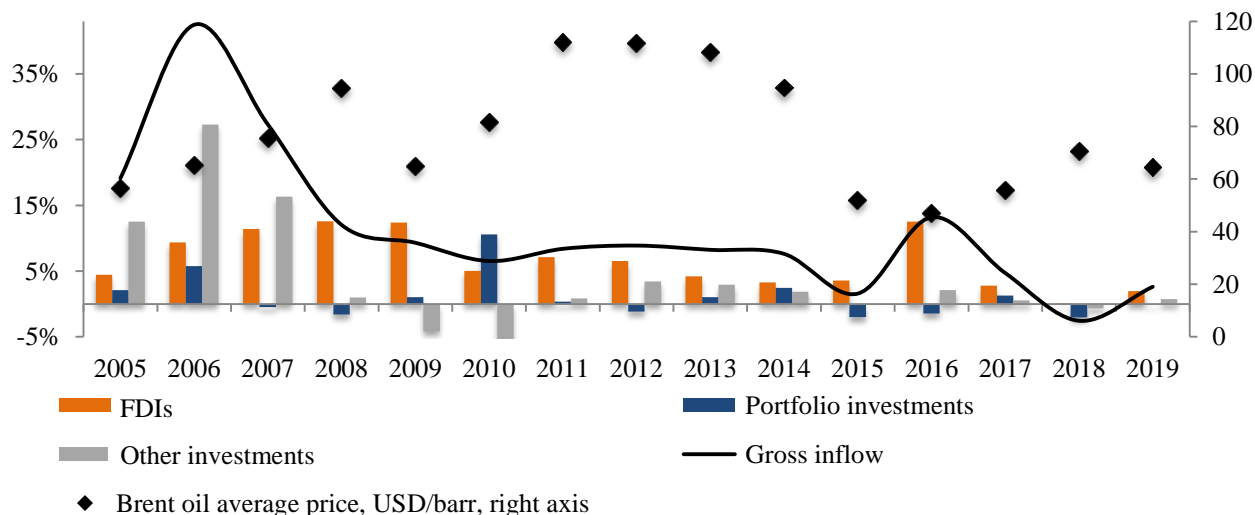 120
35%
100
80
25%
60
15%
40
5%
20
-5%
0
2005 2006 2007 2008 2009 2010 2011 2012 2013 2014 2015 2016 2017 2018 2019
FDIs
Portfolio investments
Other investments
Gross inflow
Brent oil average price, USD/barr, right axis